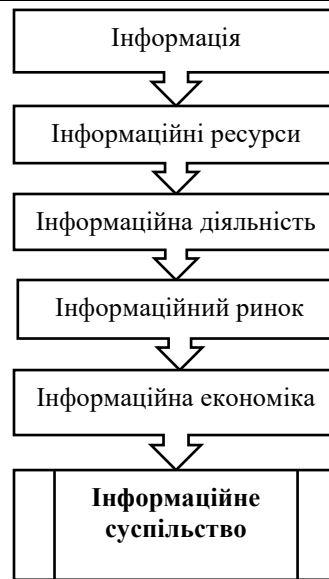 Інформація
Інформаційні ресурси
Інформаційна діяльність
Інформаційний ринок
Інформаційна економіка
Інформаційне
суспільство